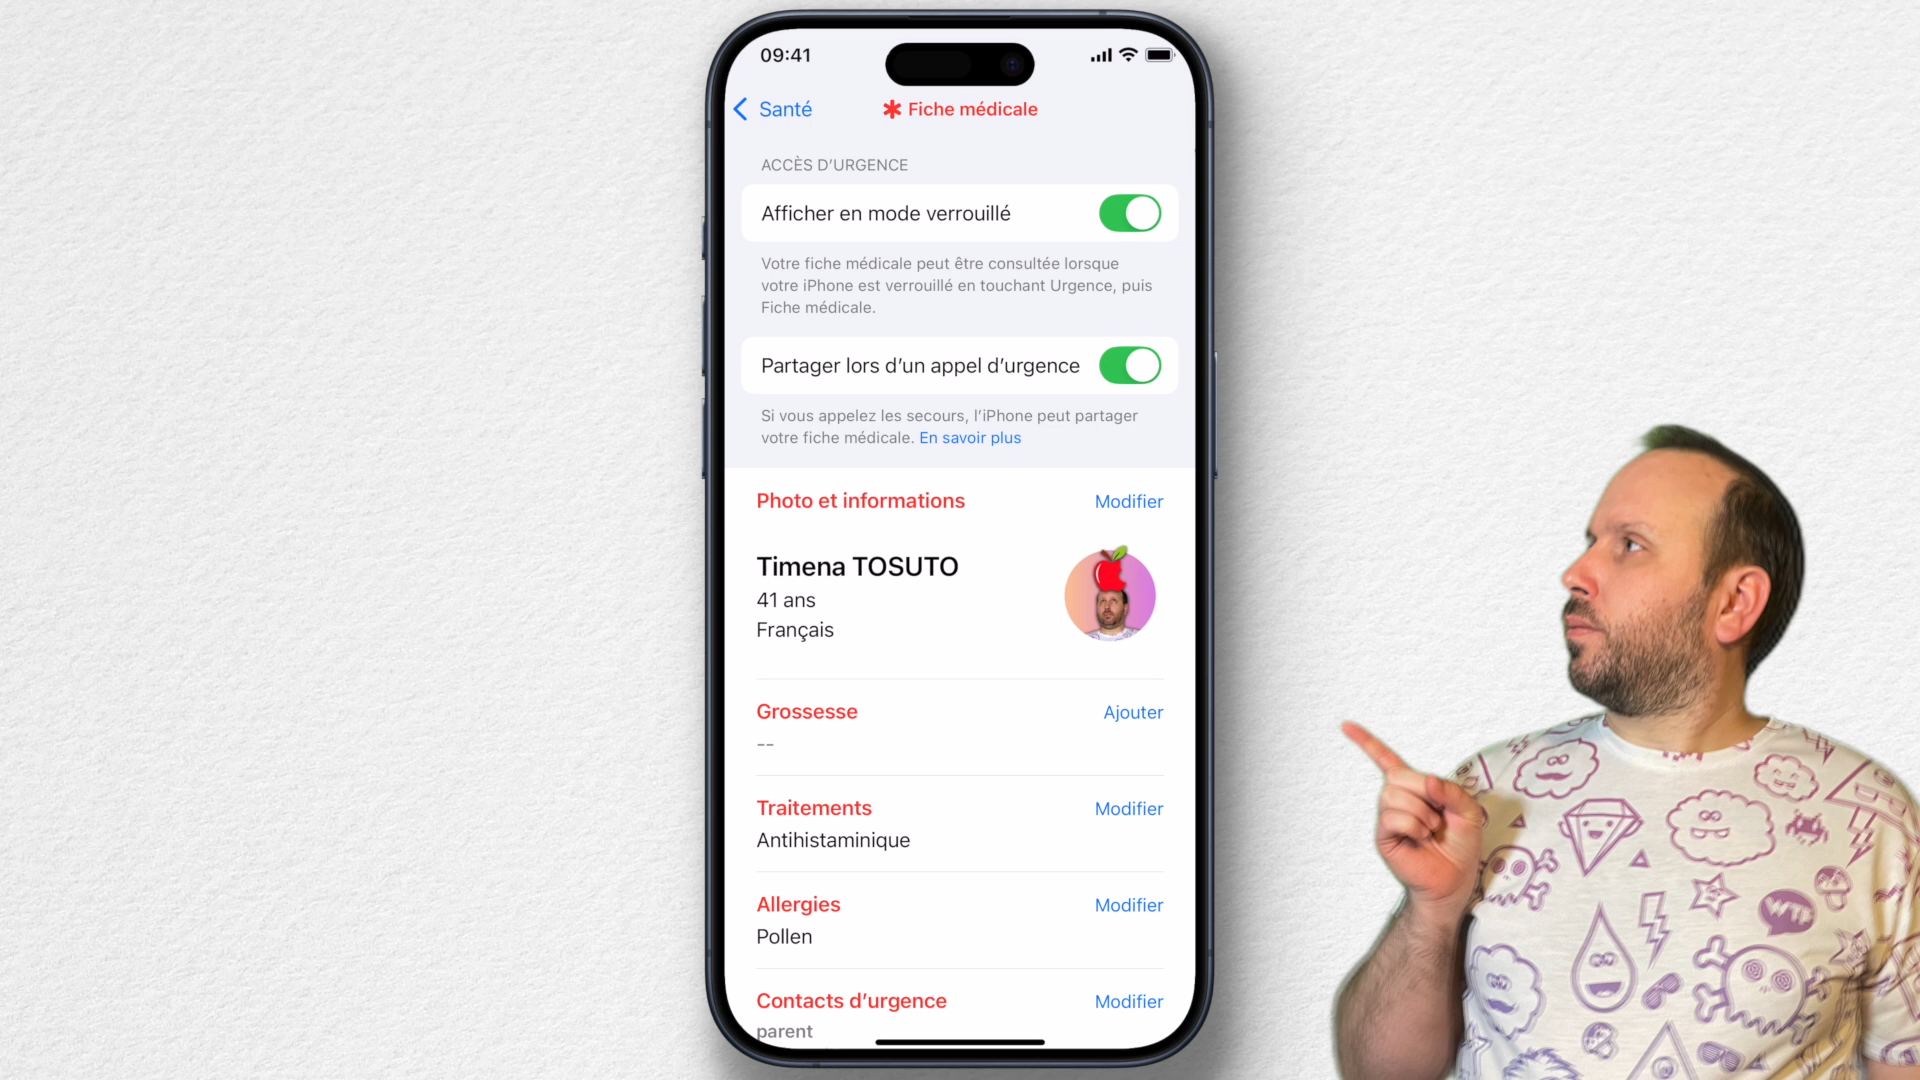 09:41
Santé
Fiche médicale
ACCÈS D’URGENCE
Afficher en mode verrouillé
Votre fiche médicale peut être consultée lorsque
votre iPhone est verrouillé en touchant Urgence, puis
Fiche médicale.
Partager lors d’un appel d’urgence
Si vous appelez les secours, l’iPhone peut partager
votre fiche médicale. En savoir plus
Photo et informations Modifier
Timena TOSUTO
41 ans
Français
Grossesse Ajouter
--
Traitements Modifier
Antihistaminique
Allergies Modifier
Pollen
Contacts d’urgence Modifier
parent
WTF